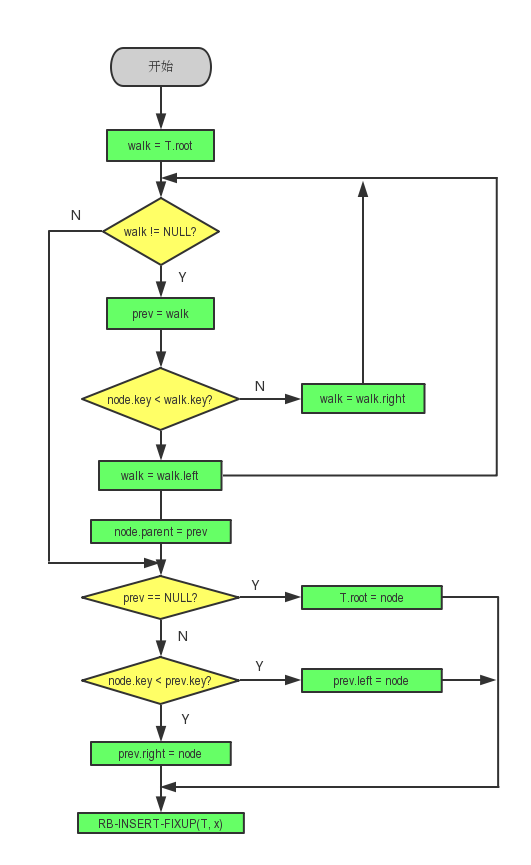 开始
walk = T.root
N
walk != NULL?
Y
prev = walk
node.key < walk.key?
N
walk = walk.right
walk = walk.left
node.parent = prev
prev == NULL?
Y
T.root = node
N
node.key < prev.key?
Y
prev.left = node
Y
prev.right = node
RB-INSERT-FIXUP(T, x)